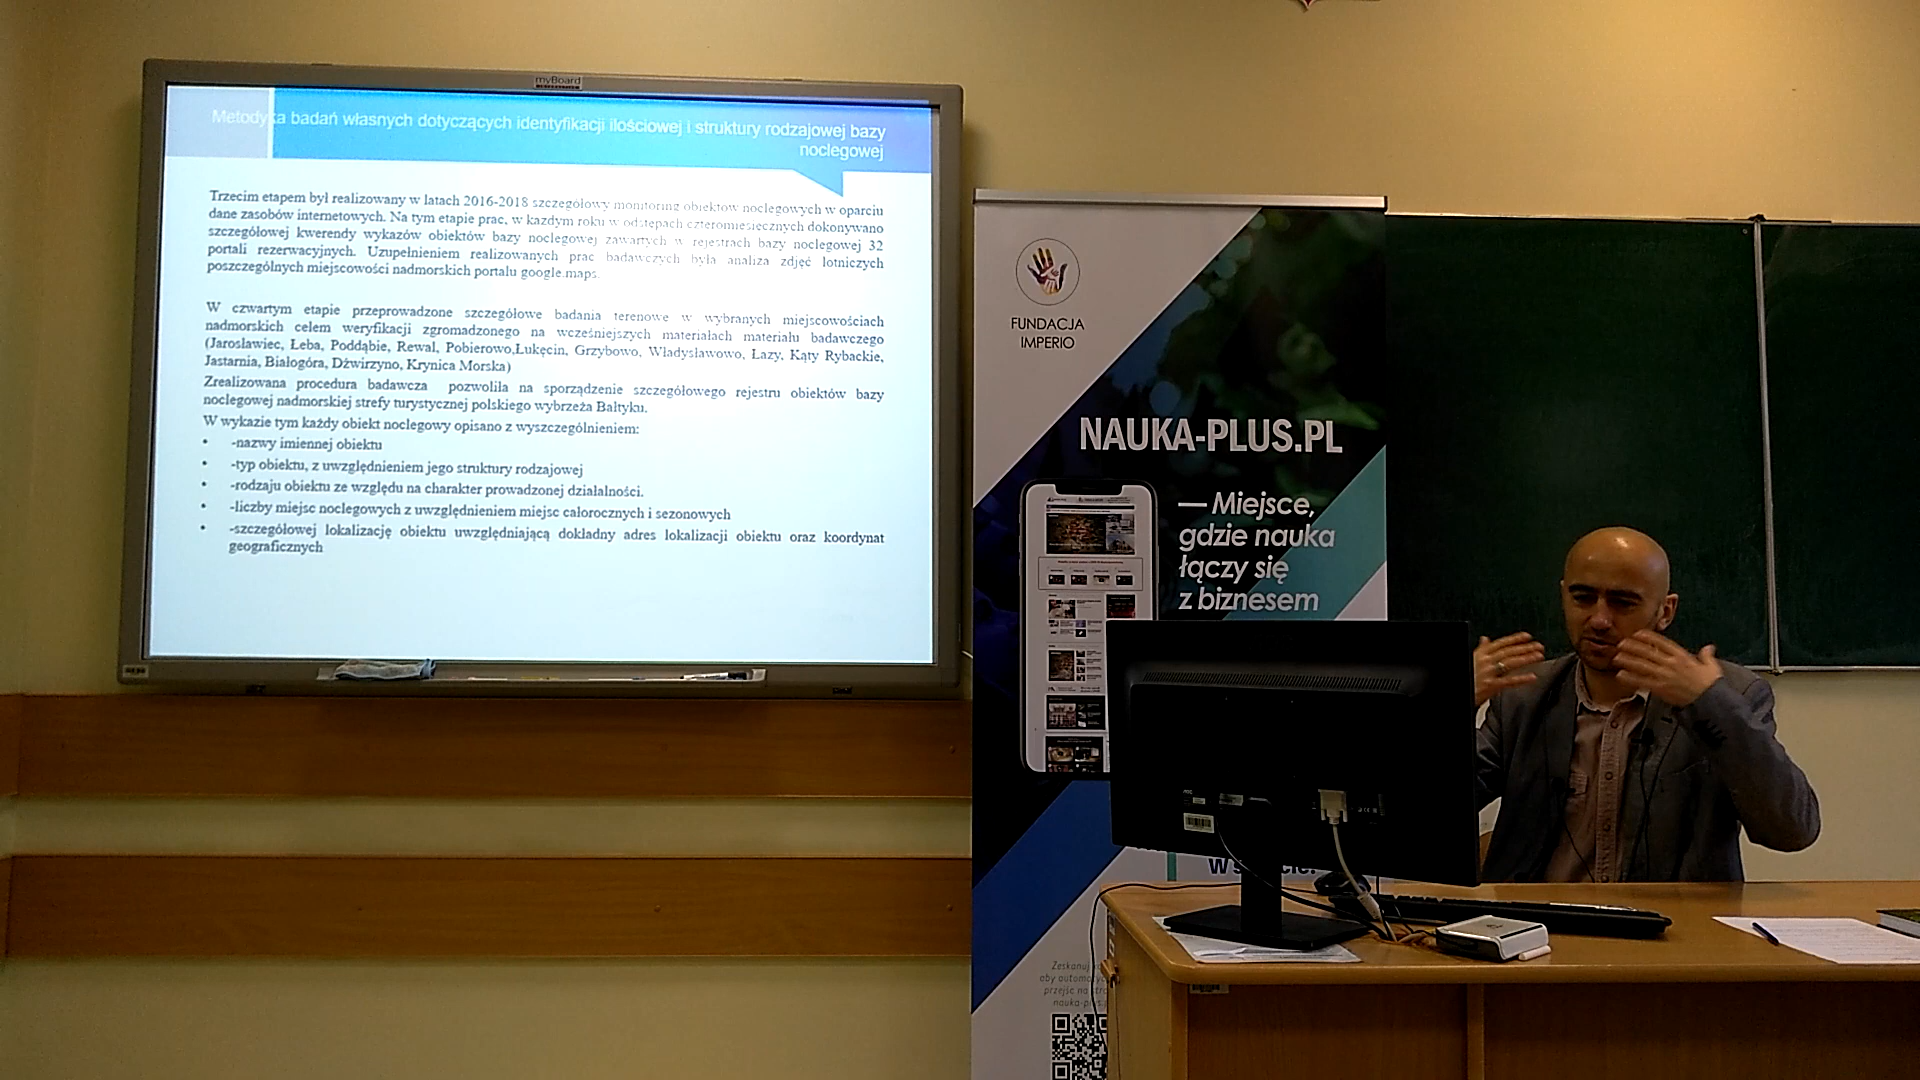 myBoard
Metodyka badań własnych dotyczących identyfikacji ilościowej i struktury rodzajowej bazy
noclegowej
Trzecim etapem był realizowany w latach 2016-2018 szczegółowy monitoring obiektów noclegowych w oparciu
dane zasobów internetowych. Na tym etapie prac, w każdym roku w odstępach czteromiesięcznych dokonywano
szczegółowej kwerendy wykazów obiektów bazy noclegowej zawartych w rejestrach bazy noclegowej 32
portali rezerwacyjnych. Uzupełnieniem realizowanych prac badawczych była analiza zdjęć lotniczych
poszczególnych miejscowości nadmorskich portalu google.maps.
W czwartym etapie przeprowadzone szczegółowe badania terenowe w wybranych miejscowościach
nadmorskich celem weryfikacji zgromadzonego na wcześniejszych materiałach materiału badawczego
(Jarosławiec, Łeba, Poddąbie, Rewal, Pobierowo,Łukęcin, Grzybowo, Władysławowo, Łazy, Kąty Rybackie,
Jastarnia, Białogóra, Dźwirzyno, Krynica Morska)
Zrealizowana procedura badawcza pozwoliła na sporządzenie szczegółowego rejestru obiektów bazy
noclegowej nadmorskiej strefy turystycznej polskiego wybrzeża Bałtyku.
W wykazie tym każdy obiekt noclegowy opisano z wyszczególnieniem:
• -nazwy imiennej obiektu
• -typ obiektu, z uwzględnieniem jego struktury rodzajowej
• -rodzaju obiektu ze względu na charakter prowadzonej działalności.
• -liczby miejsc noclegowych z uwzględnieniem miejsc całorocznych i sezonowych
• -szczegółowej lokalizację obiektu uwzględniającą dokładny adres lokalizacji obiektu oraz koordynat
geograficznych
FUNDACJA
IMPERIO
NAUKA-PLUS.PL
— Miejsce,
gdzie nauka
łączy się
z biznesem
Zeskanuj
aby
przejść na